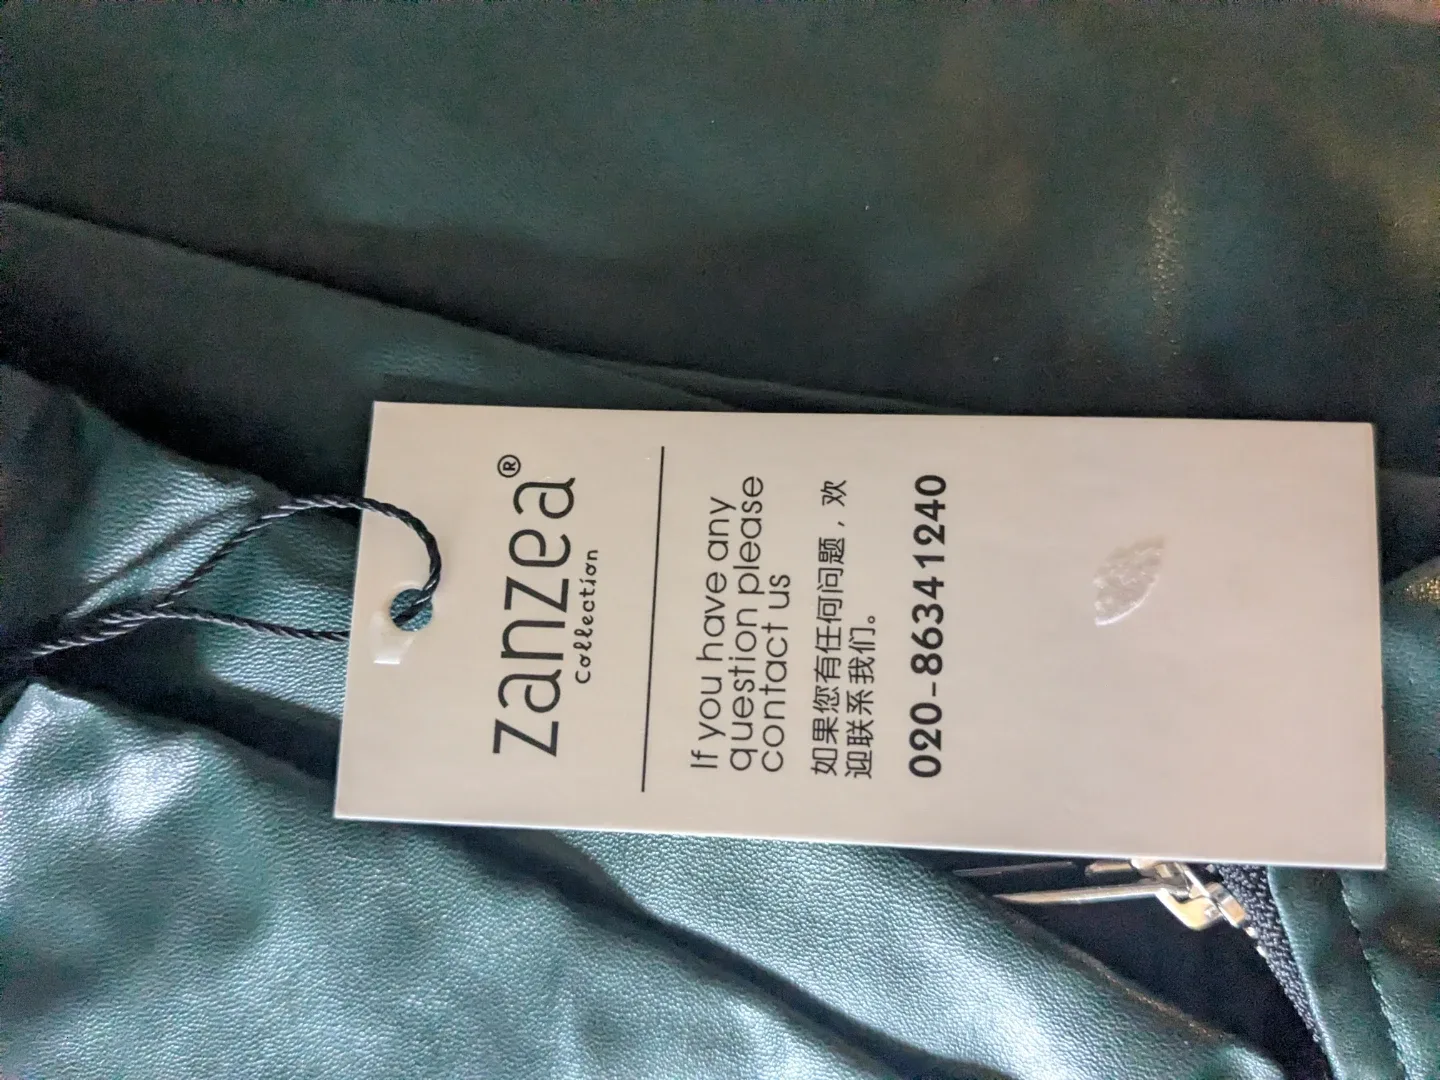 zanzea®
Collection
If you have any
question please
contact us
如果您有任何问题，欢
迎联系我们。
020-86341240